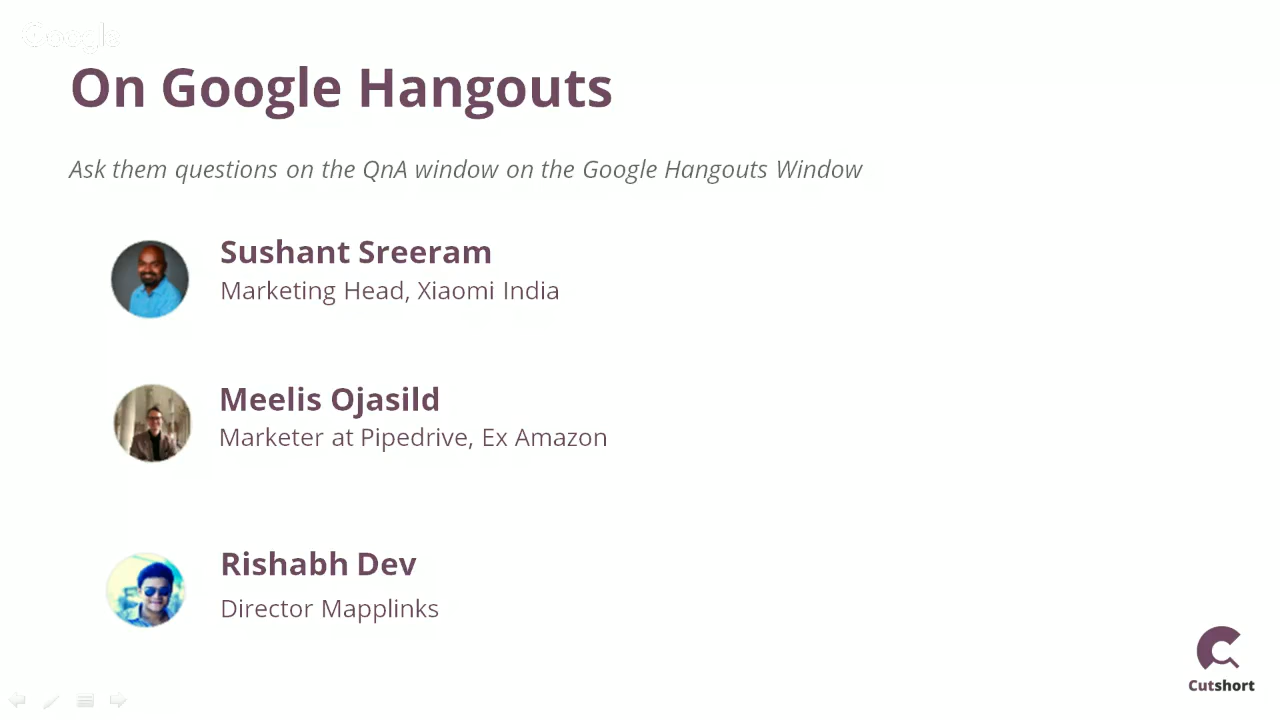 Google
On Google Hangouts
Ask them questions on the QnA window on the Google Hangouts Window
Sushant Sreeram
Marketing Head, Xiaomi India
Meelis Ojasild
Marketer at Pipedrive, Ex Amazon
Rishabh Dev
Director Mapplinks
Cutshort